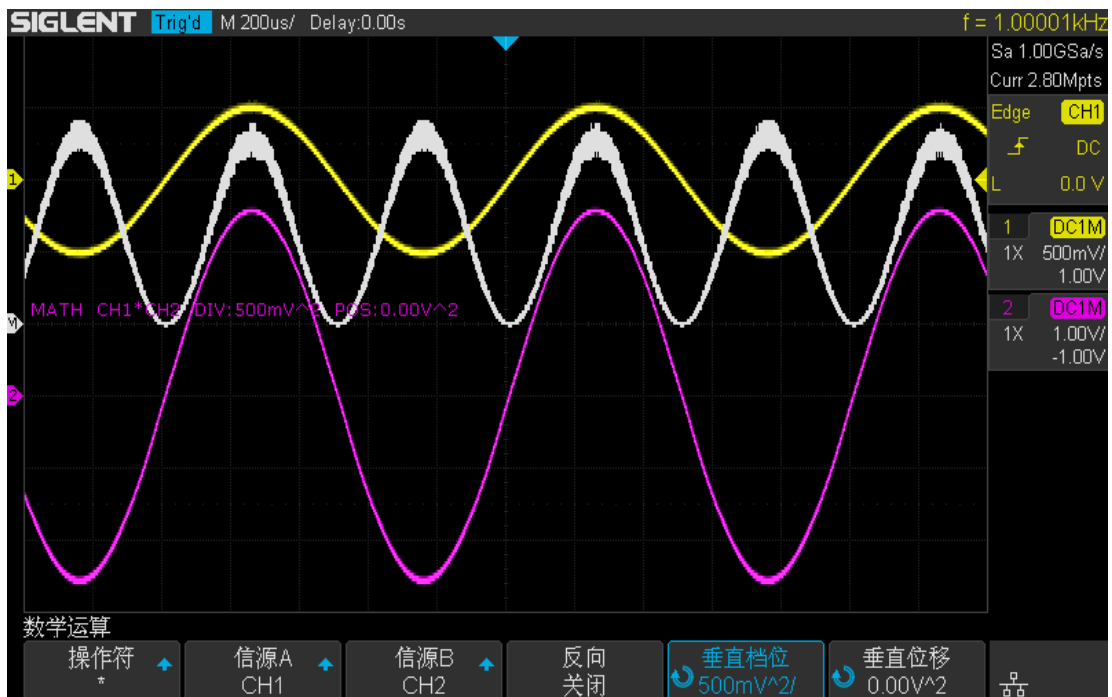 SIGLENT Trig'd M 200us/ Delay:0.00s f = 1.00001kHz
Sa 1.00GSa/s
Curr 2.80Mpts
Edge CH1
DC
L 0.0 V
1 DC1M
1X 500mV/
1.00V
2 DC1M
1X 1.00V/
-1.00V
1
M
2
MATH CH1*CH2 DIV:500mV^2 POS:0.00V^2
数学运算
操作符 信源A 信源B 反向 垂直档位 垂直位移
* CH1 CH2 关闭 500mV^2/ 0.00V^2